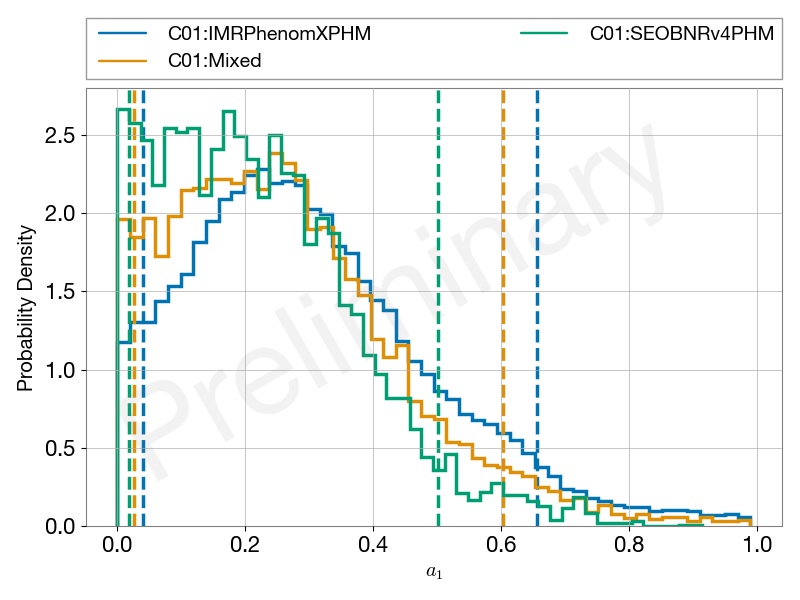 C01:IMRPhenomXPHM
C01:Mixed
C01:SEOBNRv4PHM
Preliminary
Probability Density
2.5
2.0
1.5
1.0
0.5
0.0
0.0 0.2 0.4 0.6 0.8 1.0
a₁